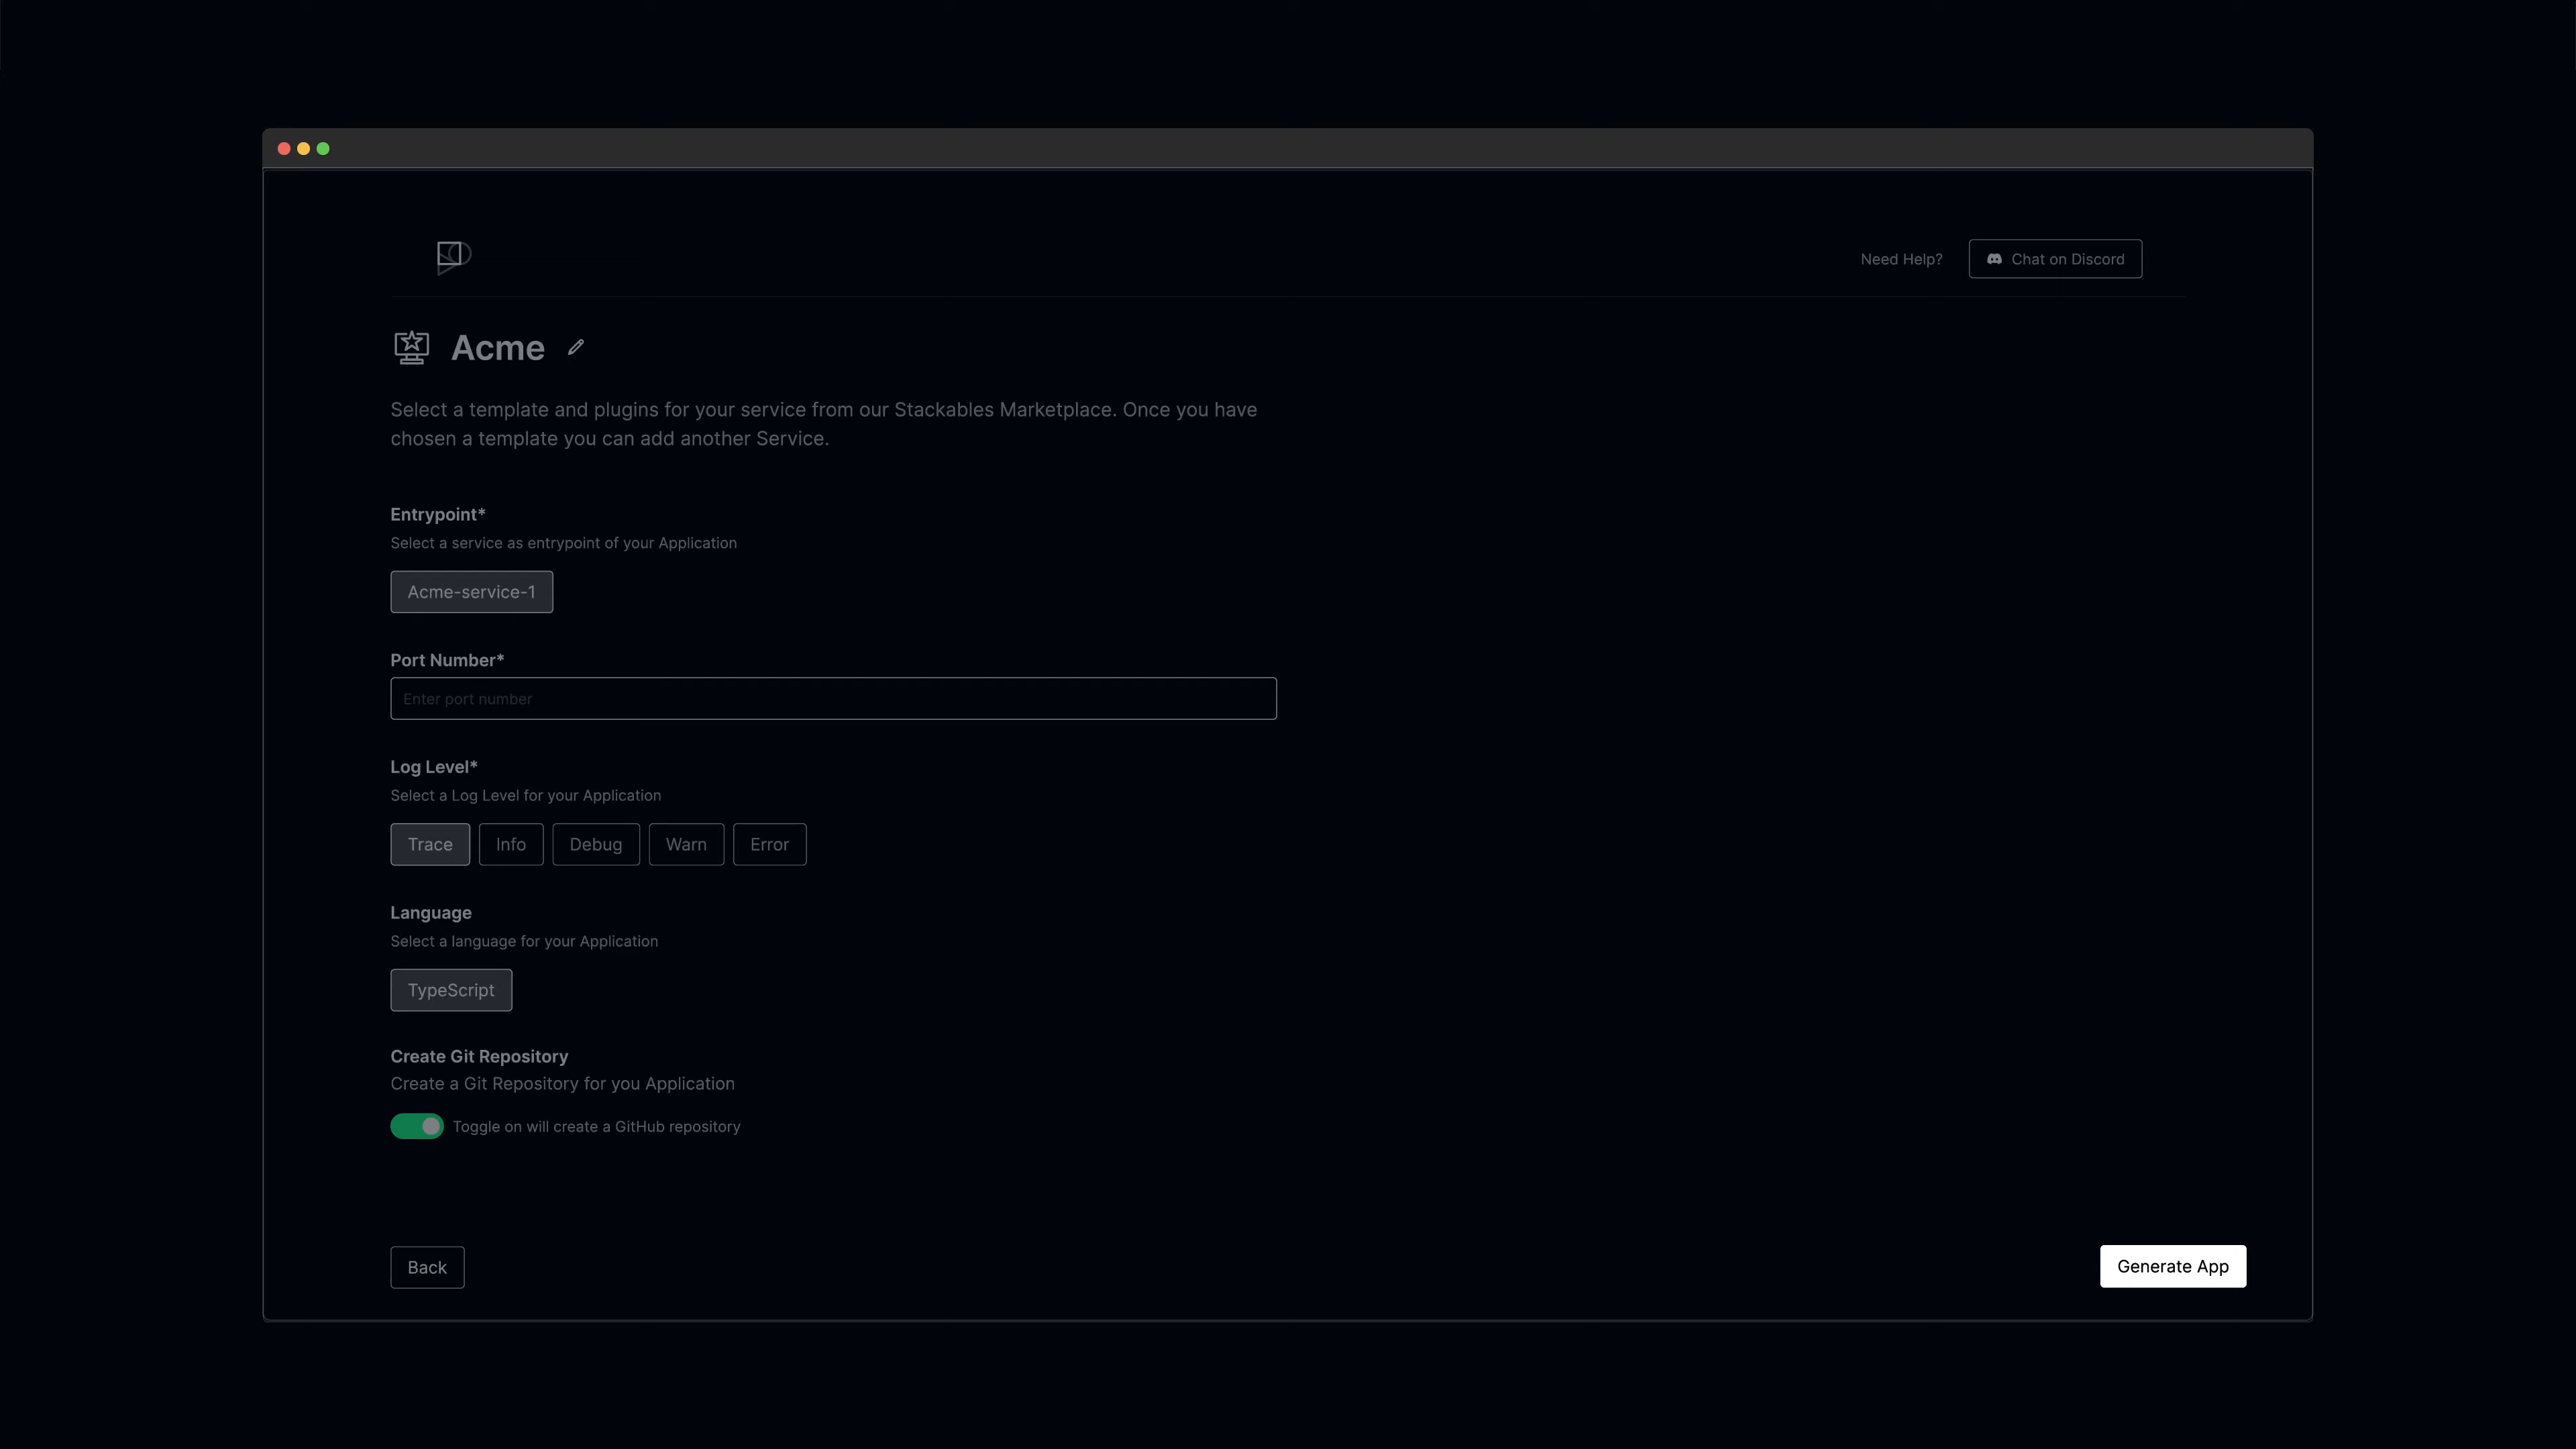 Need Help?
Chat on Discord
Acme
Select a template and plugins for your service from our Stackables Marketplace. Once you have
chosen a template you can add another Service.
Entrypoint*
Select a service as entrypoint of your Application
Acme-service-1
Port Number*
Enter port number
Log Level*
Select a Log Level for your Application
Trace Info Debug Warn Error
Language
Select a language for your Application
TypeScript
Create Git Repository
Create a Git Repository for you Application
Toggle on will create a GitHub repository
Back
Generate App